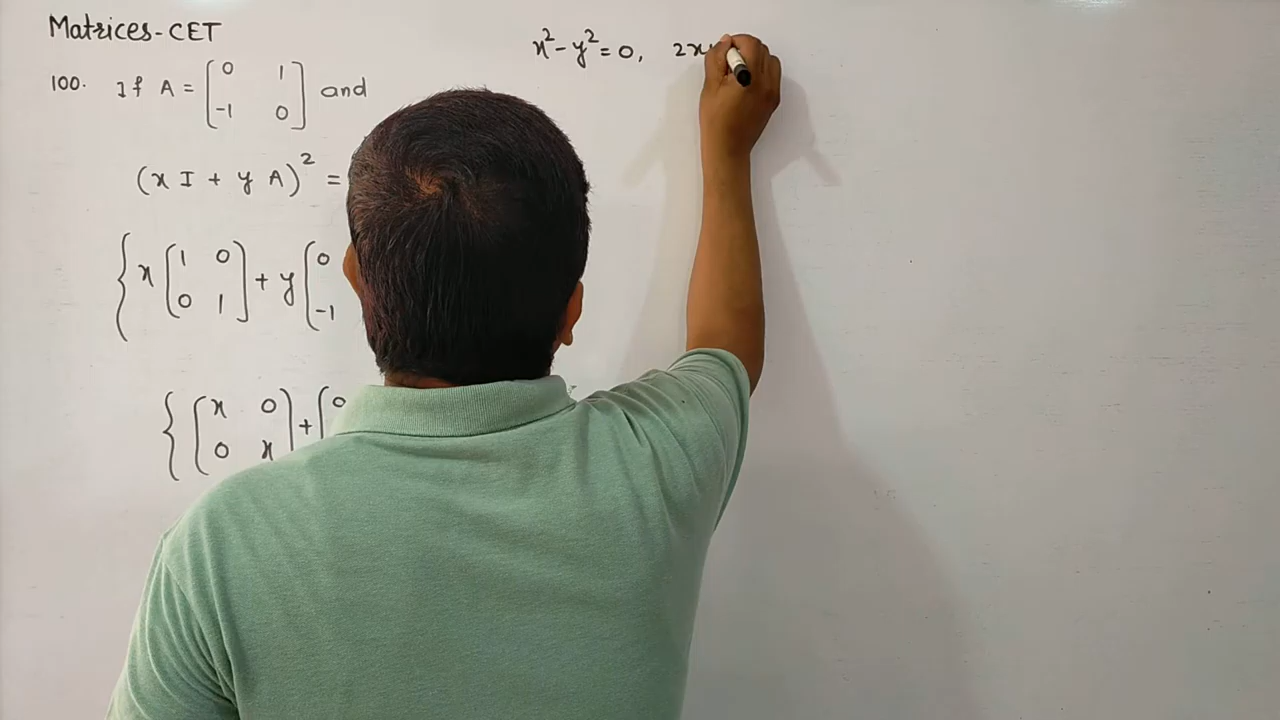 Matrices-CET
x² - y² = 0, 2x
100. If A = [0 1
-1 0] and
(x I + y A)² =
{x [1 0
0 1] + y [0
-1
{[x 0
0 x] + [0